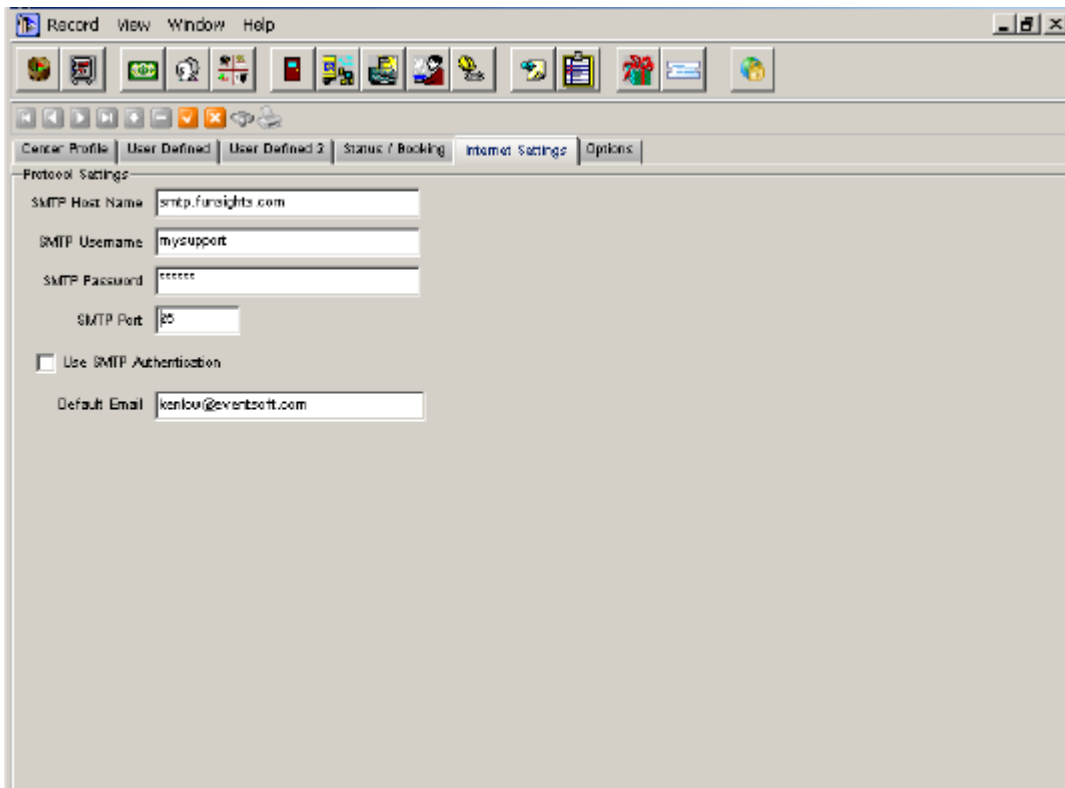 Record View Window Help
Center Profile User Defined User Defined 2 Status / Booking Internet Settings Options
Protocol Settings
SMTP Host Name smtp.funsights.com
SMTP Username mysupport
SMTP Password ******
SMTP Port 25
Use SMTP Authentication
Default Email kenlow@eventsoft.com